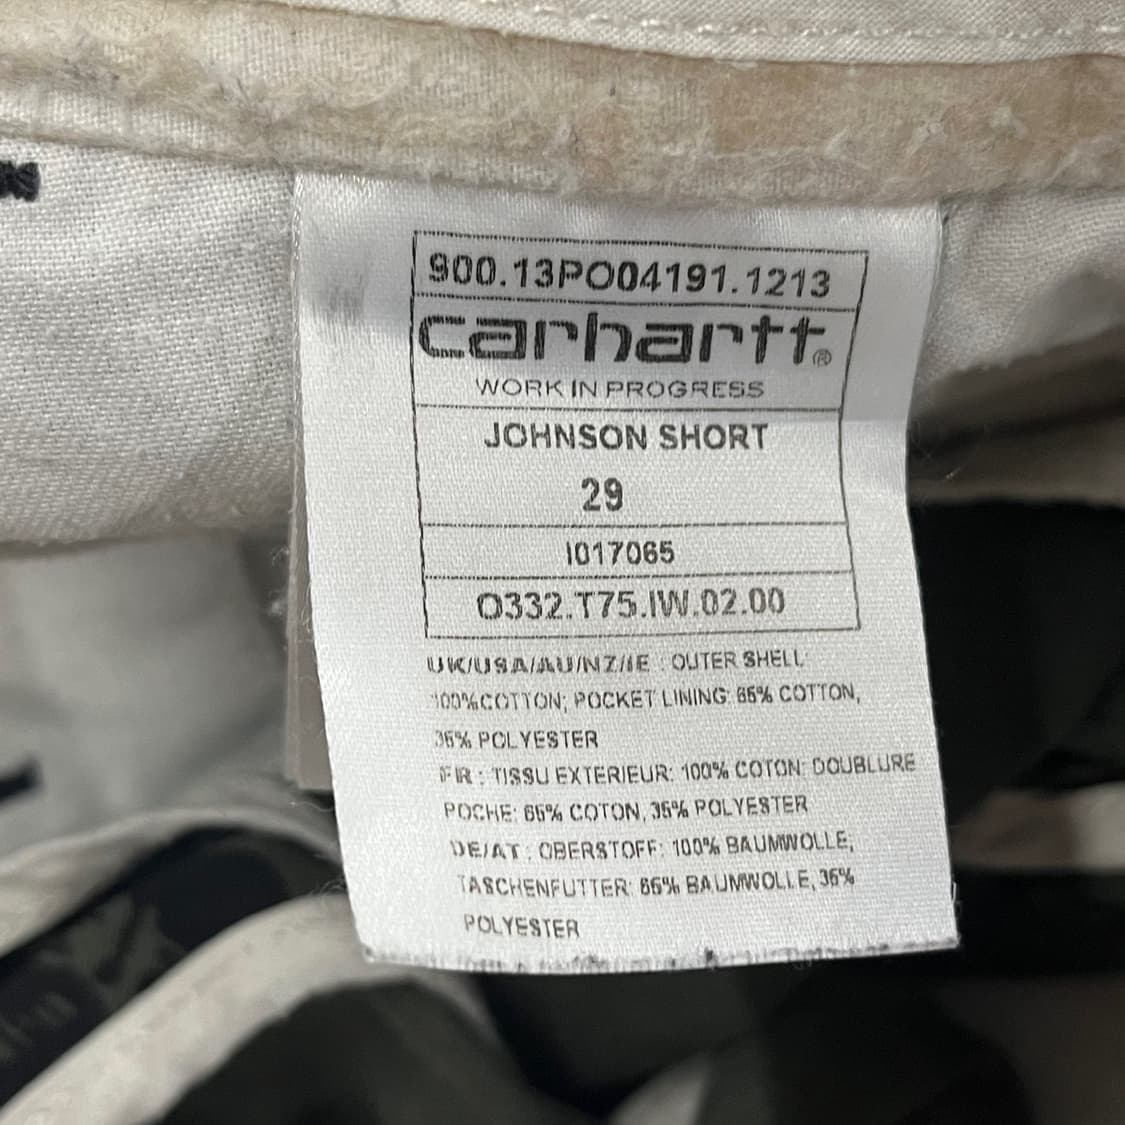 900.13PO04191.1213
carhartt®
WORK IN PROGRESS
JOHNSON SHORT
29
I017065
O332.T75.IW.02.00
UK/USA/AU/NZ/IE : OUTER SHELL
100%COTTON; POCKET LINING: 65% COTTON,
35% POLYESTER
FR : TISSU EXTERIEUR: 100% COTON: DOUBLURE
POCHE: 65% COTON, 35% POLYESTER
DE/AT : OBERSTOFF: 100% BAUMWOLLE,
TASCHENFUTTER: 65% BAUMWOLLE, 35%
POLYESTER